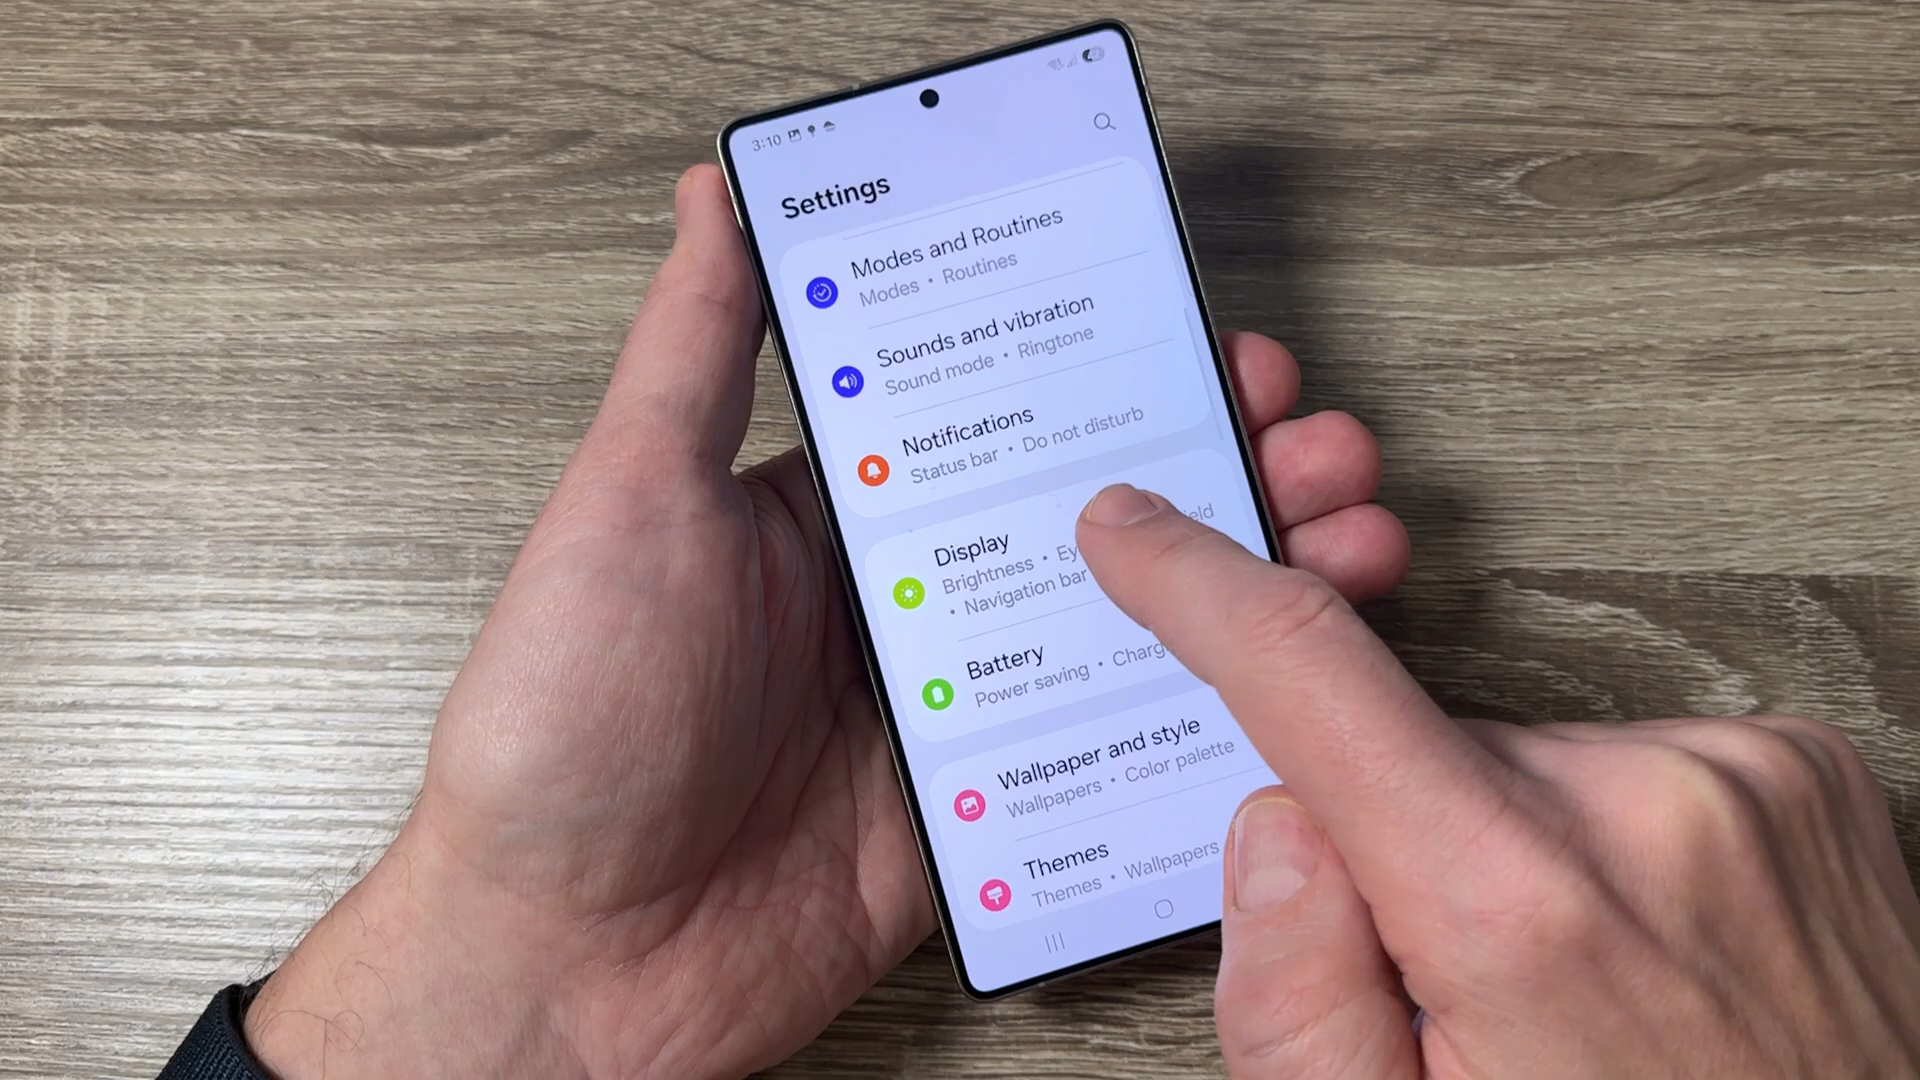 3:10
Settings
Modes and Routines
Modes • Routines
Sounds and vibration
Sound mode • Ringtone
Notifications
Status bar • Do not disturb
Display
Brightness •
• Navigation bar
Battery
Power saving •
Wallpaper and style
Wallpapers • Color palette
Themes
Themes • Wallpapers